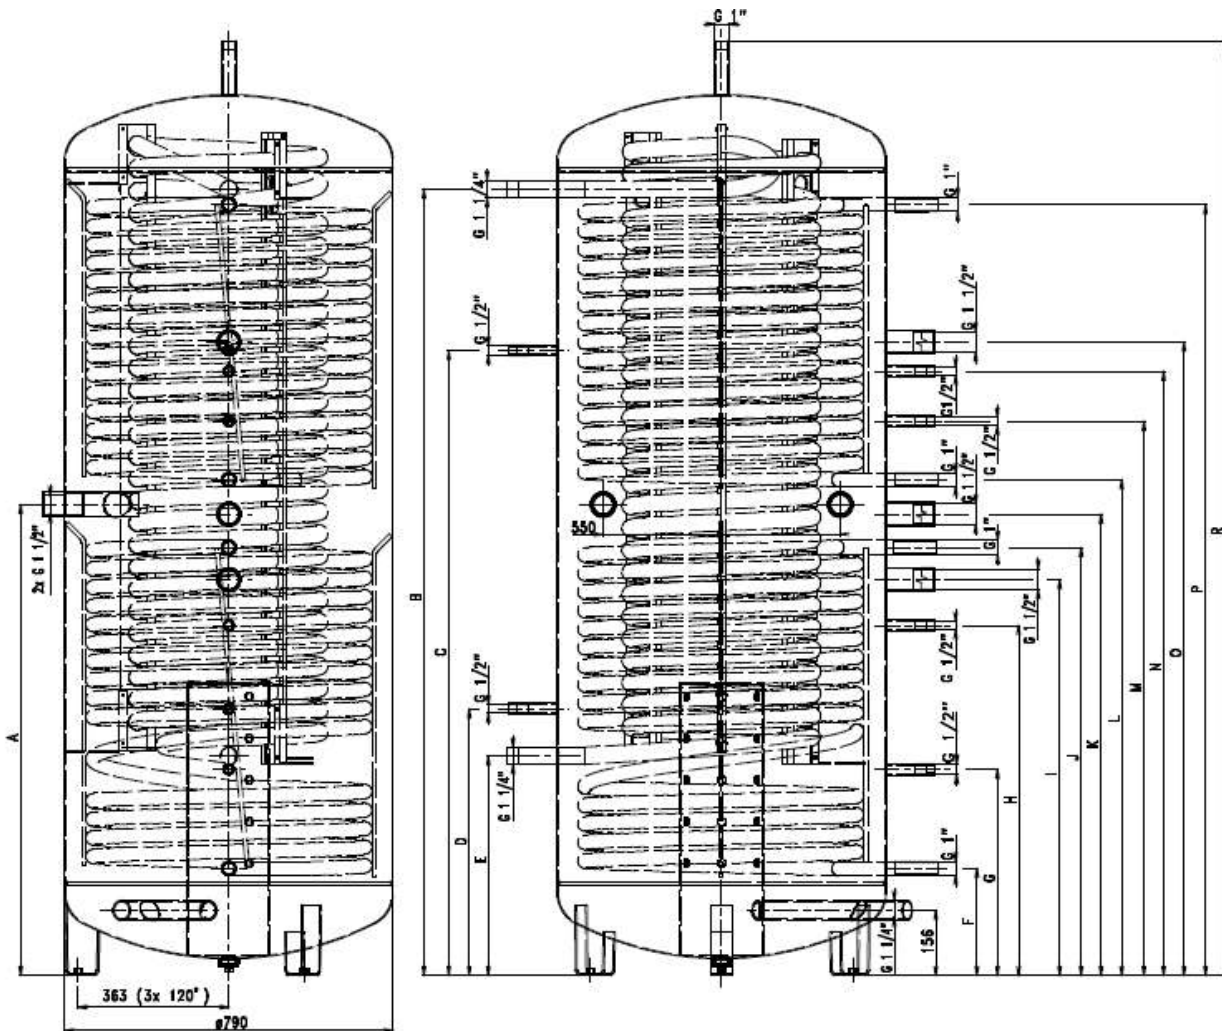 G 1"
G 1 1/4"
G 1"
G 1/2"
G 1 1/2"
G1/2"
G 1/2"
G 1"
G 1 1/2"
2x G 1 1/2"
550
G 1"
G 1 1/2"
G 1/2"
G 1/2"
G 1/2"
G 1 1/4"
G 1"
G 1 1/4"
156
A
B
C
D
E
F
G
H
I
J
K
L
M
N
O
P
R
363 (3x 120°)
ø790